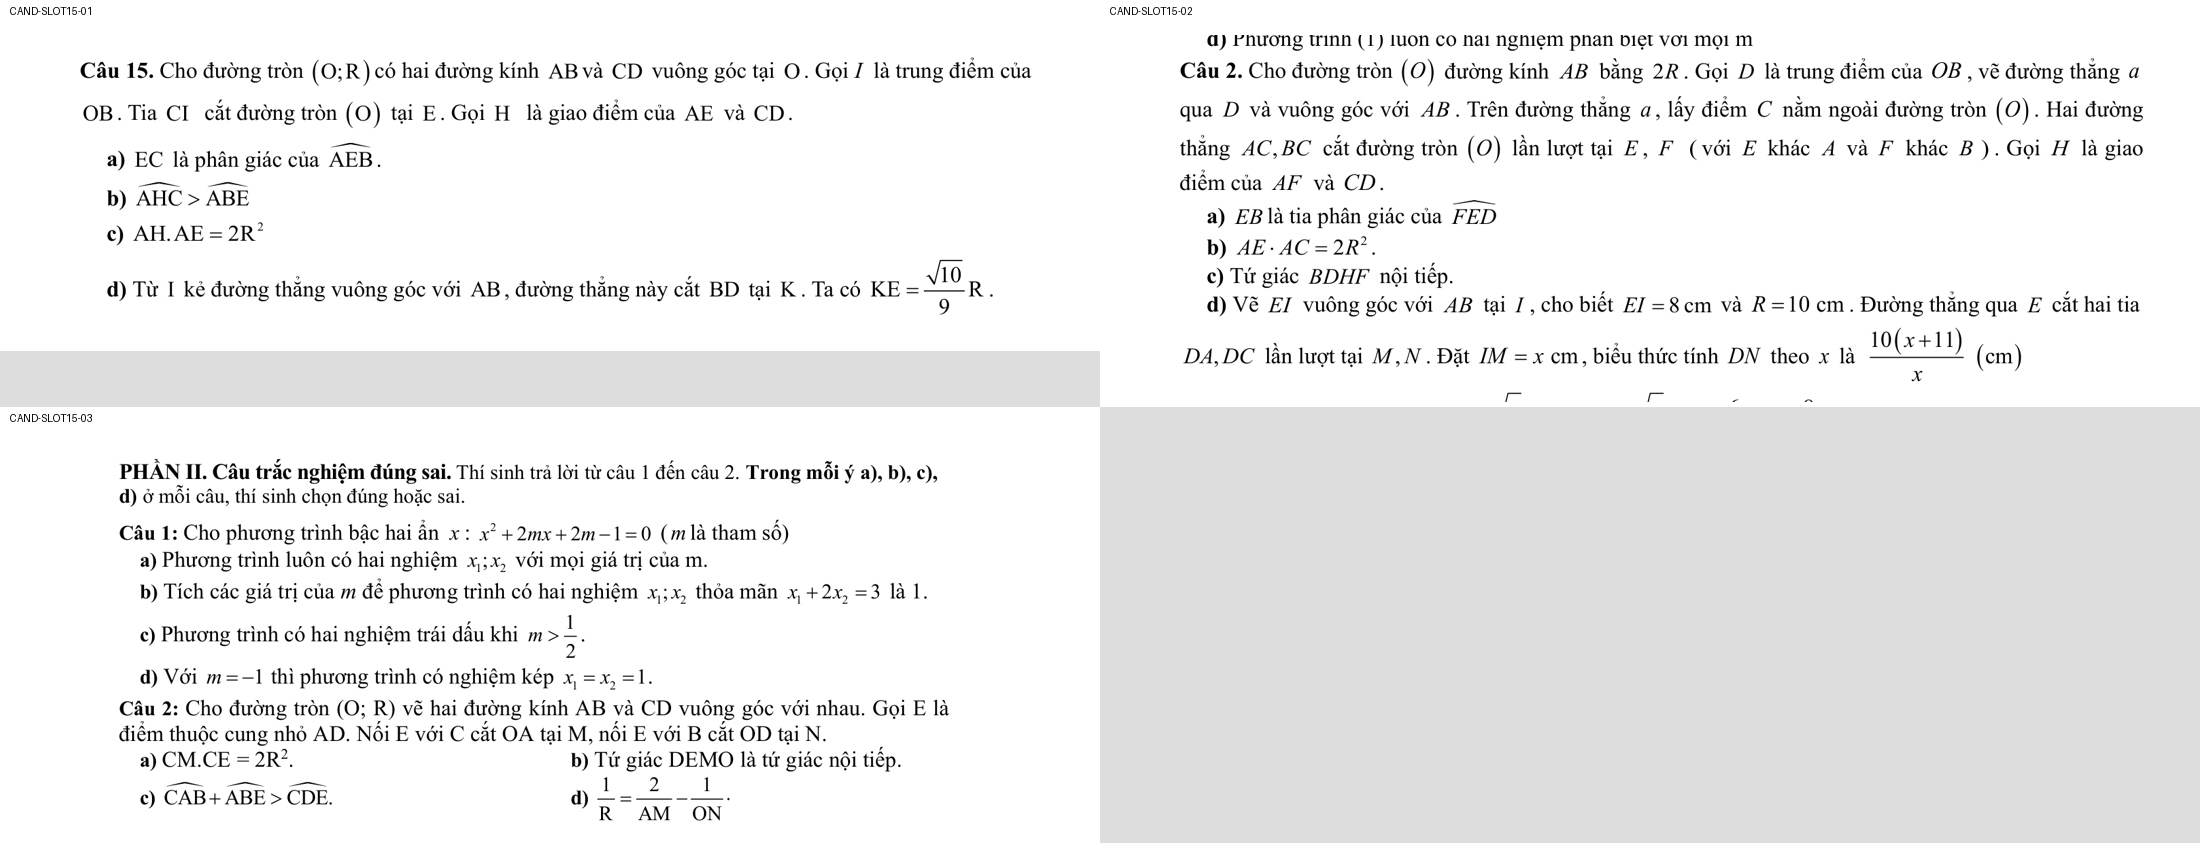 CAND-SLOT15-01
Câu 15. Cho đường tròn (O;R) có hai đường kính AB và CD vuông góc tại O. Gọi I là trung điểm của
OB. Tia CI cắt đường tròn (O) tại E. Gọi H là giao điểm của AE và CD.
a) EC là phân giác của \widehat{AEB}.
b) \widehat{AHC} > \widehat{ABE}
c) AH.AE = 2R²
d) Từ I kẻ đường thẳng vuông góc với AB, đường thẳng này cắt BD tại K. Ta có KE = \frac{\sqrt{10}}{9}R.
CAND-SLOT15-02
d) Phương trình (1) luôn có hai nghiệm phân biệt với mọi m
Câu 2. Cho đường tròn (O) đường kính AB bằng 2R. Gọi D là trung điểm của OB, vẽ đường thẳng a
qua D và vuông góc với AB. Trên đường thẳng a, lấy điểm C nằm ngoài đường tròn (O). Hai đường
thẳng AC, BC cắt đường tròn (O) lần lượt tại E, F (với E khác A và F khác B). Gọi H là giao
điểm của AF và CD.
a) EB là tia phân giác của \widehat{FED}
b) AE · AC = 2R².
c) Tứ giác BDHF nội tiếp.
d) Vẽ EI vuông góc với AB tại I, cho biết EI = 8 cm và R = 10 cm. Đường thẳng qua E cắt hai tia
DA, DC lần lượt tại M, N. Đặt IM = x cm, biểu thức tính DN theo x là \frac{10(x+11)}{x} (cm)
CAND-SLOT15-03
PHẦN II. Câu trắc nghiệm đúng sai. Thí sinh trả lời từ câu 1 đến câu 2. Trong mỗi ý a), b), c),
d) ở mỗi câu, thí sinh chọn đúng hoặc sai.
Câu 1: Cho phương trình bậc hai ẩn x : x² + 2mx + 2m − 1 = 0 (m là tham số)
a) Phương trình luôn có hai nghiệm x₁; x₂ với mọi giá trị của m.
b) Tích các giá trị của m để phương trình có hai nghiệm x₁; x₂ thỏa mãn x₁ + 2x₂ = 3 là 1.
c) Phương trình có hai nghiệm trái dấu khi m > \frac{1}{2}.
d) Với m = −1 thì phương trình có nghiệm kép x₁ = x₂ = 1.
Câu 2: Cho đường tròn (O; R) vẽ hai đường kính AB và CD vuông góc với nhau. Gọi E là
điểm thuộc cung nhỏ AD. Nối E với C cắt OA tại M, nối E với B cắt OD tại N.
a) CM.CE = 2R². b) Tứ giác DEMO là tứ giác nội tiếp.
c) \widehat{CAB} + \widehat{ABE} > \widehat{CDE}. d) \frac{1}{R} = \frac{2}{AM} − \frac{1}{ON}.